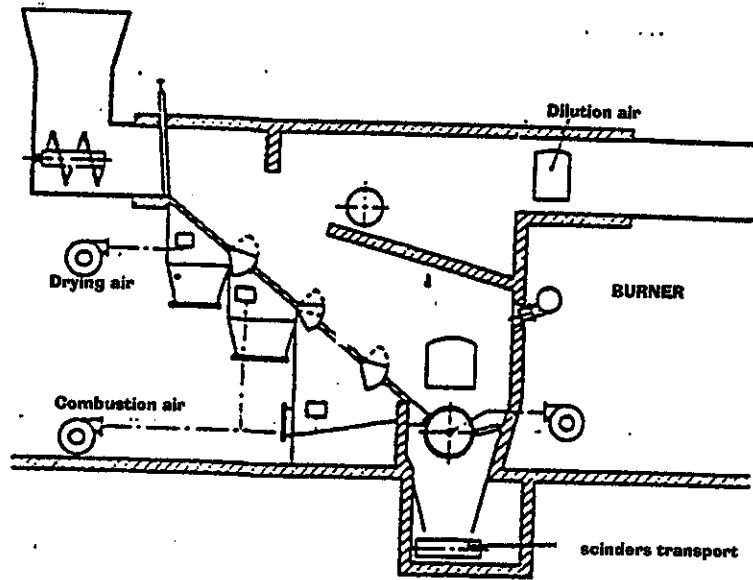 Dilution air
Drying air
BURNER
Combustion air
scinders transport